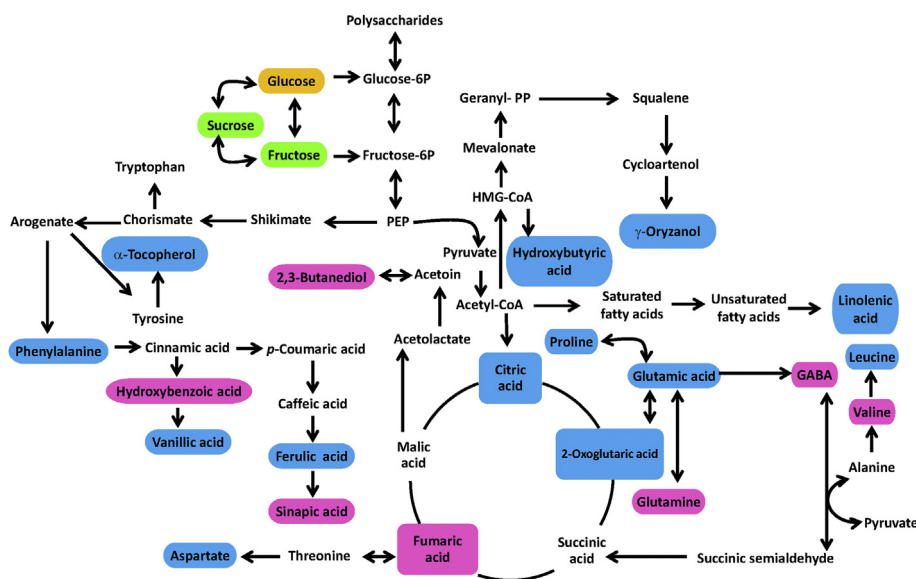 Polysaccharides
Glucose
Glucose-6P
Geranyl- PP
Squalene
Sucrose
Mevalonate
Fructose
Fructose-6P
Cycloartenol
Tryptophan
HMG-CoA
Arogenate
Chorismate
Shikimate
PEP
γ-Oryzanol
α-Tocopherol
Pyruvate
Hydroxybutyric
acid
2,3-Butanediol
Acetoin
Acetyl-CoA
Saturated
fatty acids
Unsaturated
fatty acids
Linolenic
acid
Tyrosine
Acetolactate
Phenylalanine
Cinnamic acid
p-Coumaric acid
Proline
Leucine
Citric
acid
Glutamic acid
GABA
Hydroxybenzoic acid
Caffeic acid
Valine
Vanillic acid
Ferulic acid
Malic
acid
2-Oxoglutaric acid
Alanine
Sinapic acid
Glutamine
Pyruvate
Aspartate
Threonine
Fumaric
acid
Succinic
acid
Succinic semialdehyde